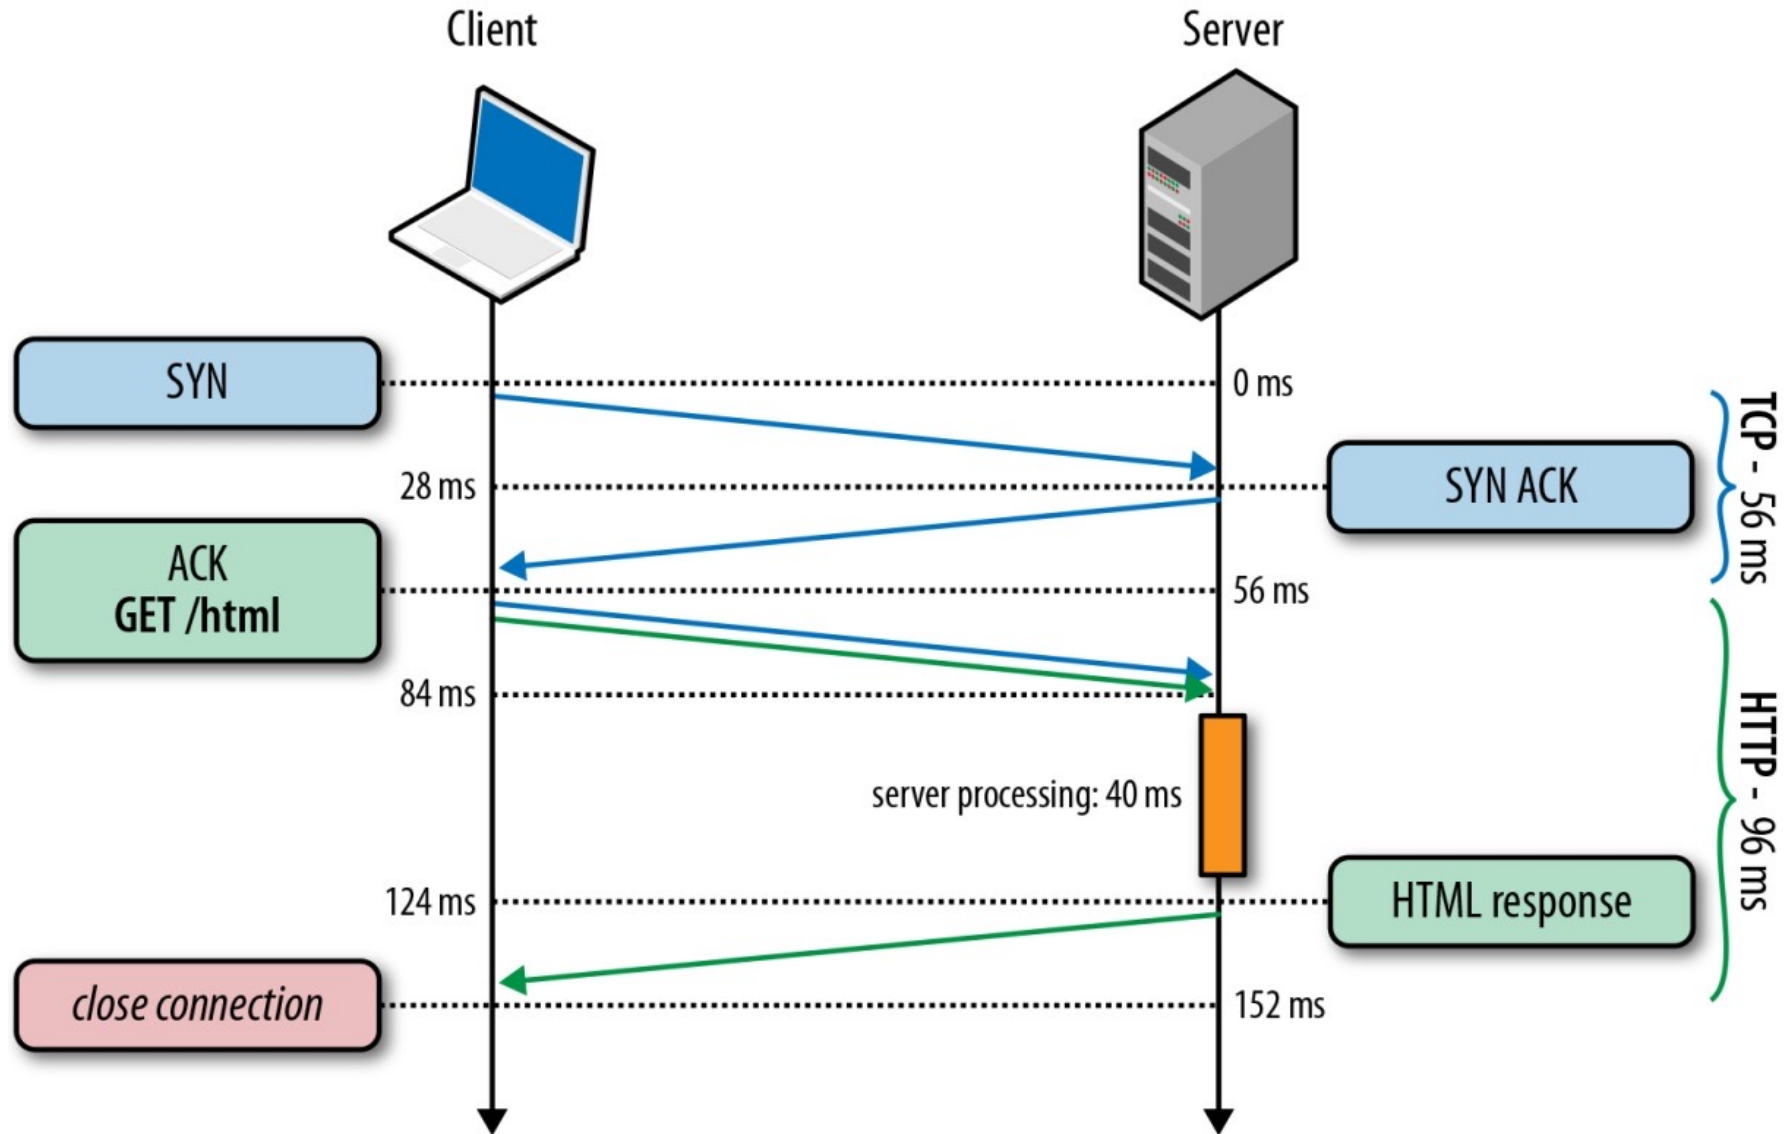 Client
Server
SYN
0 ms
28 ms
SYN ACK
TCP - 56 ms
ACK
GET /html
56 ms
84 ms
server processing: 40 ms
HTTP - 96 ms
124 ms
HTML response
close connection
152 ms